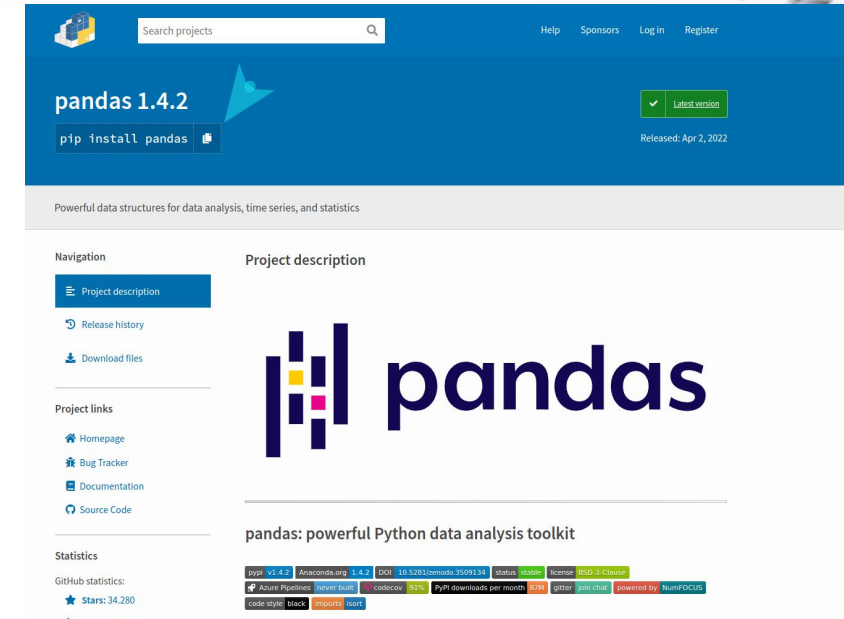 Search projects
Help Sponsors Log in Register
pandas 1.4.2
pip install pandas
Latest version
Released: Apr 2, 2022
Powerful data structures for data analysis, time series, and statistics
Navigation
Project description
Release history
Download files
Project links
Homepage
Bug Tracker
Documentation
Source Code
Statistics
GitHub statistics:
Stars: 34.280
Project description
pandas
pandas: powerful Python data analysis toolkit
pypi v1.4.2 Anaconda.org 1.4.2 DOI 10.5281/zenodo.3509134 status stable license BSD-3-Clause
Azure Pipelines never built codecov 91% PyPI downloads per month 87M gitter join chat powered by NumFOCUS
code style black imports isort